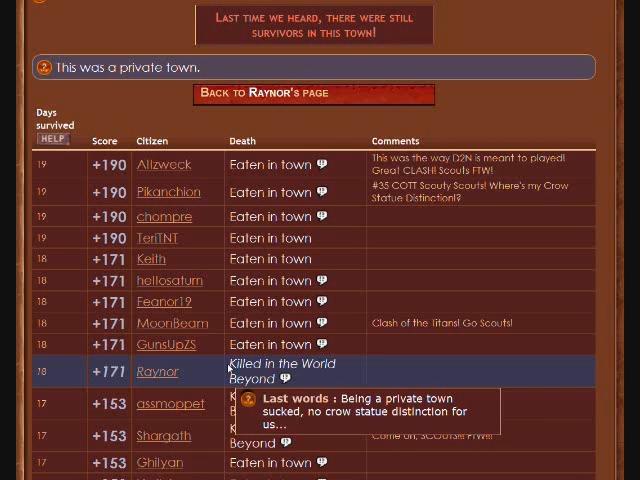 LAST TIME WE HEARD, THERE WERE STILL
SURVIVORS IN THIS TOWN!
This was a private town.
BACK TO RAYNOR'S PAGE
Days
survived
HELP Score Citizen Death Comments
19 +190 Allzweck Eaten in town This was the way D2N is meant to played!
Great CLASH! Scouts FTW!
19 +190 Pikanchion Eaten in town #35 COTT Scouty Scouts! Where's my Crow
Statue Distinction!?
19 +190 chompre Eaten in town
19 +190 TeriTNT Eaten in town
18 +171 Keith Eaten in town
18 +171 hellosaturn Eaten in town
18 +171 Feanor19 Eaten in town
18 +171 MoonBeam Eaten in town Clash of the Titans! Go Scouts!
18 +171 GunsUpZS Eaten in town
18 +171 Raynor Killed in the World
Beyond
17 +153 assmoppet
Last words : Being a private town
sucked, no crow statue distinction for
us...
17 +153 Shargath Beyond Come on, SCOUTS!!! FTW!!
17 +153 Ghilyan Eaten in town